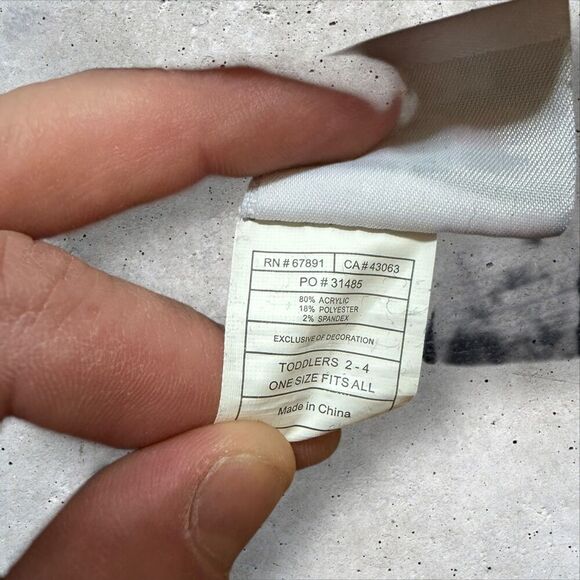 RN # 67891 CA # 43063
PO # 31485
80% ACRYLIC
18% POLYESTER
2% SPANDEX
EXCLUSIVE OF DECORATION
TODDLERS 2 - 4
ONE SIZE FITS ALL
Made in China